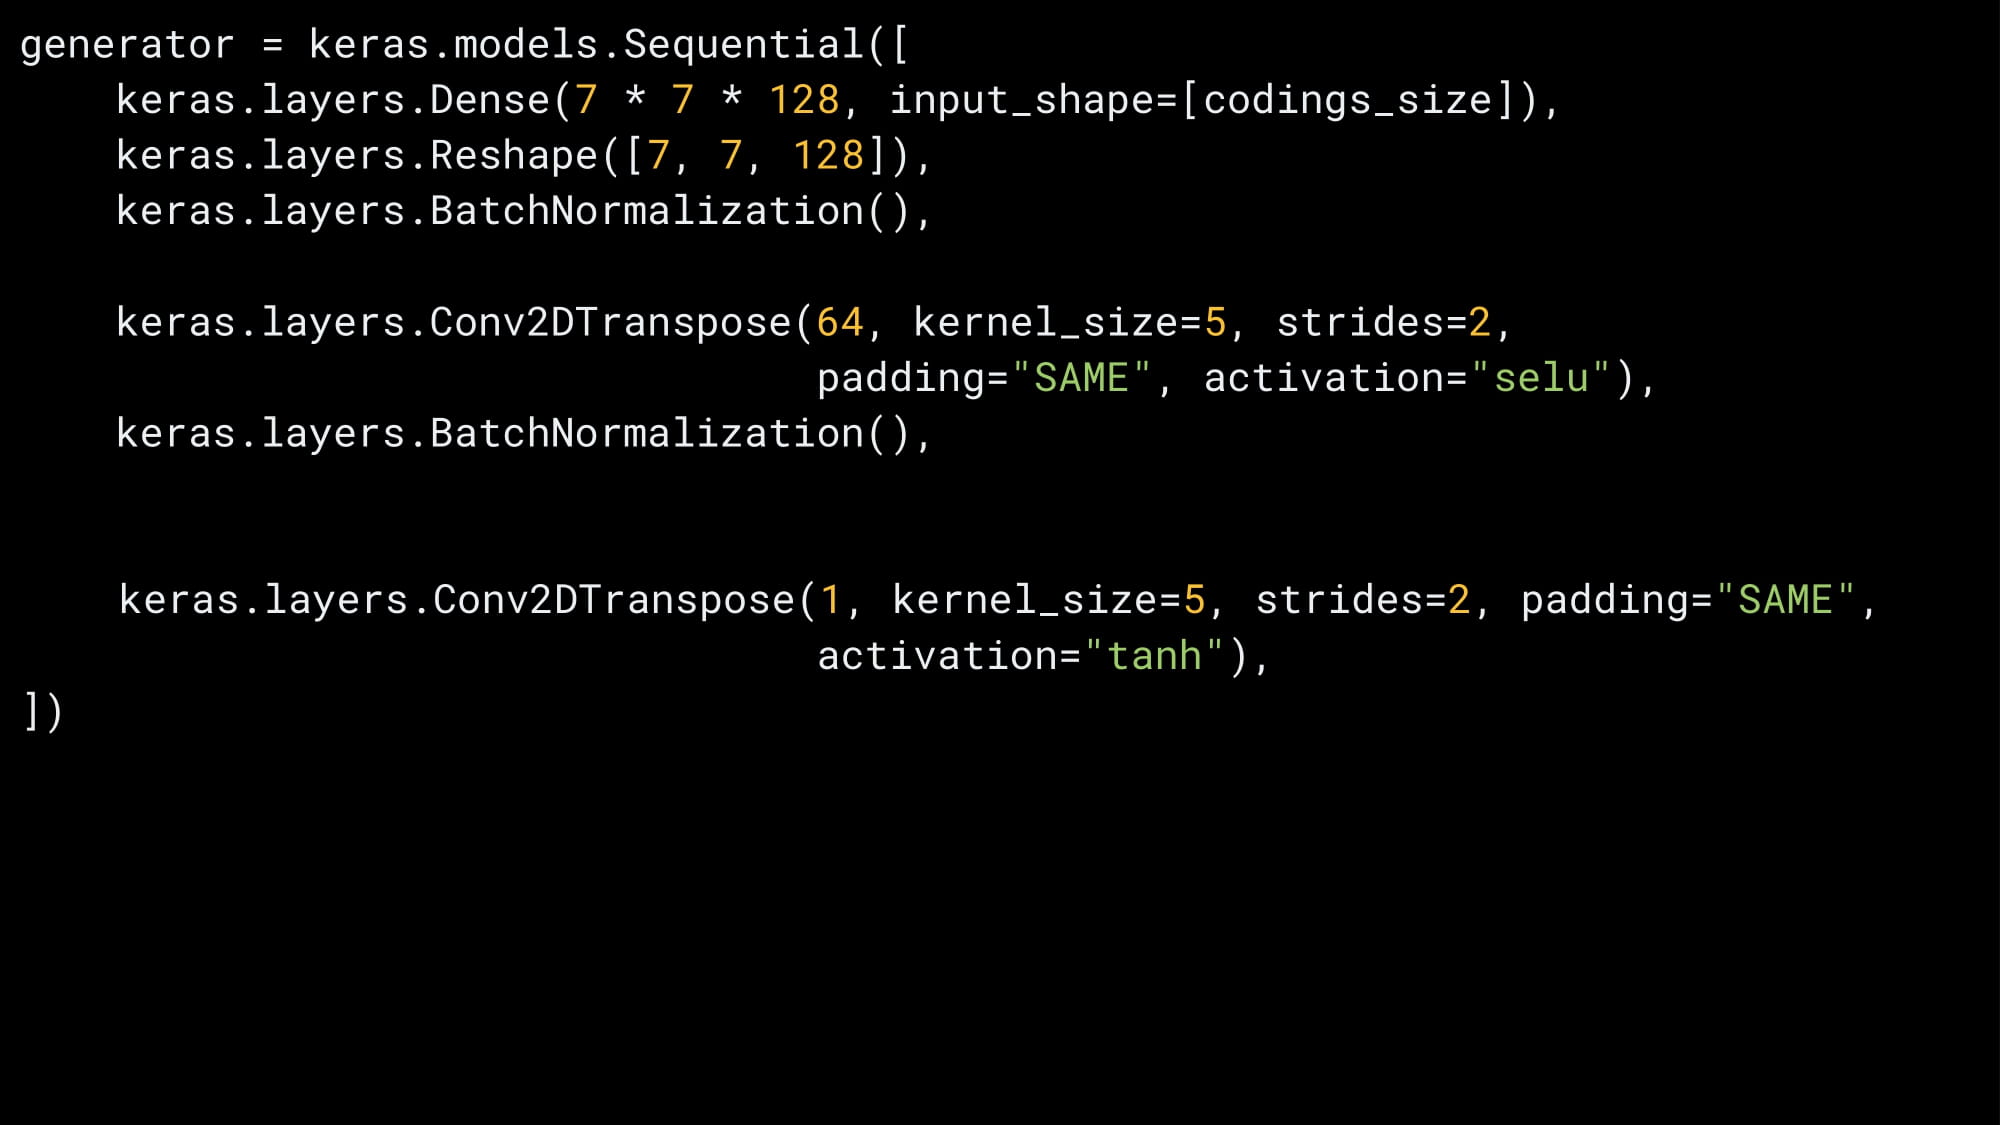 generator = keras.models.Sequential([
    keras.layers.Dense(7 * 7 * 128, input_shape=[codings_size]),
    keras.layers.Reshape([7, 7, 128]),
    keras.layers.BatchNormalization(),
    keras.layers.Conv2DTranspose(64, kernel_size=5, strides=2,
                                 padding="SAME", activation="selu"),
    keras.layers.BatchNormalization(),
    keras.layers.Conv2DTranspose(1, kernel_size=5, strides=2, padding="SAME",
                                 activation="tanh"),
])